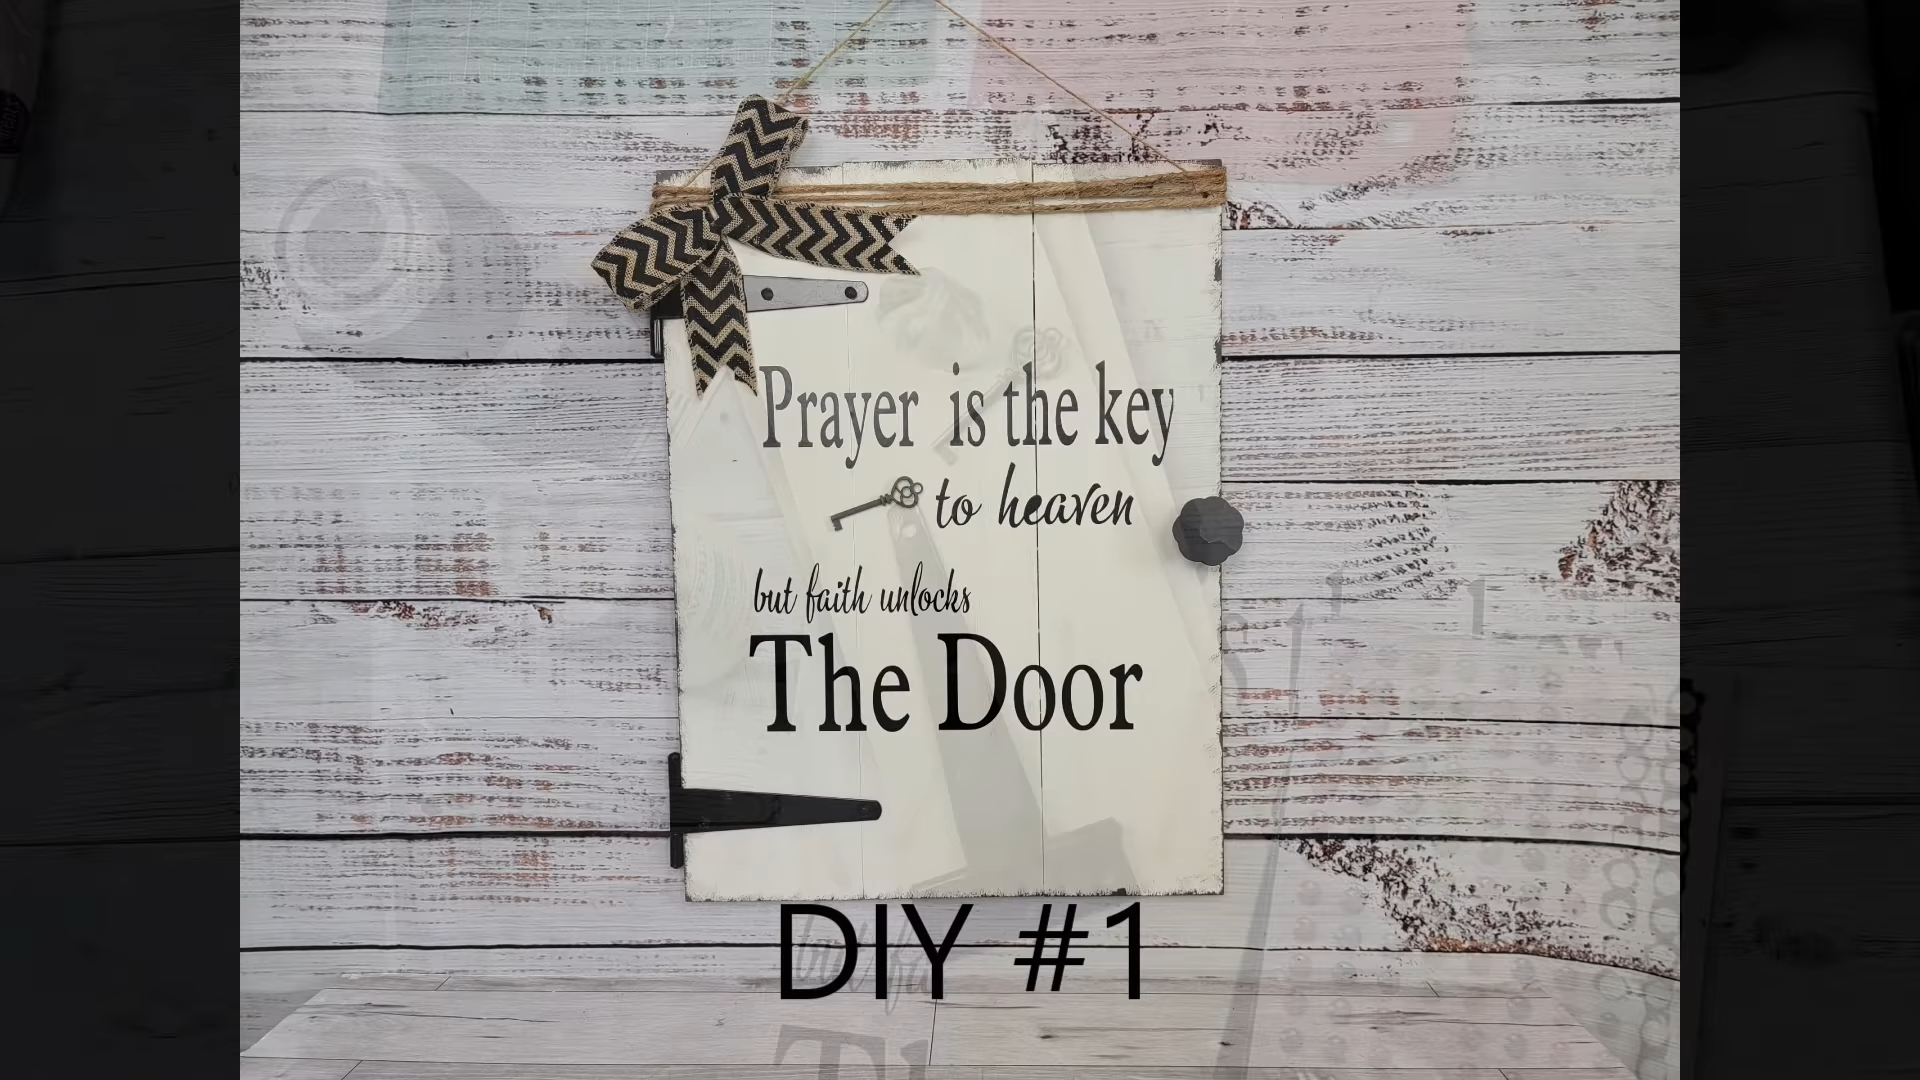 Prayer is the key
to heaven
but faith unlocks
The Door
DIY #1